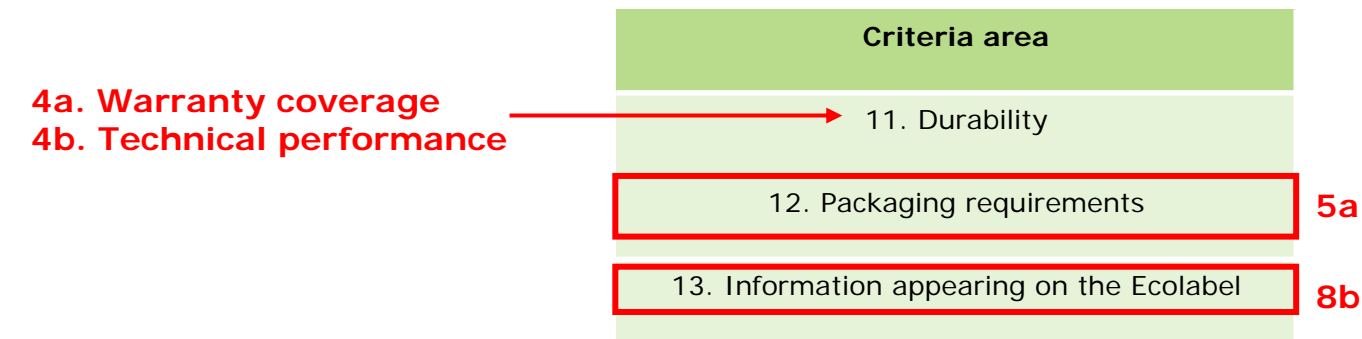 Criteria area
4a. Warranty coverage
4b. Technical performance
11. Durability
12. Packaging requirements
5a
13. Information appearing on the Ecolabel
8b